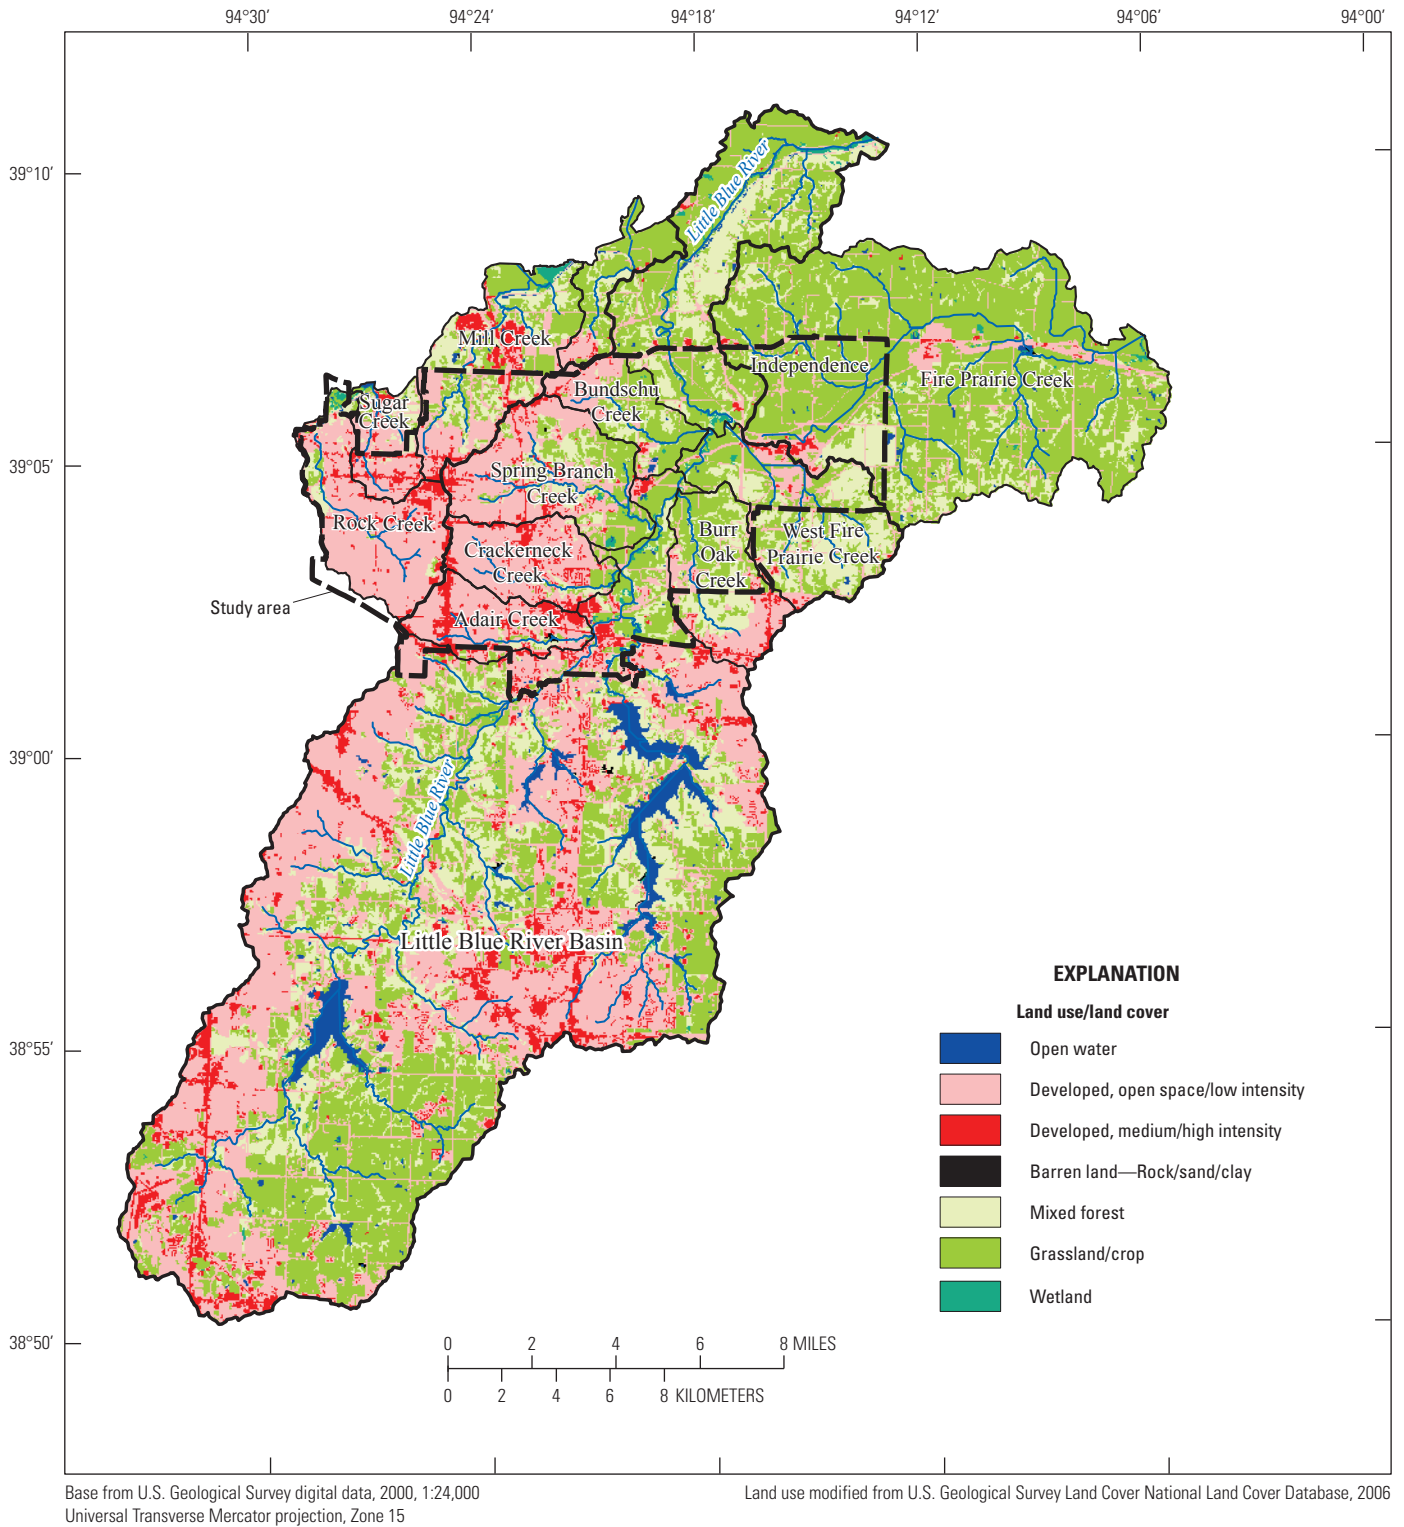 94°30′ 94°24′ 94°18′ 94°12′ 94°06′ 94°00′
39°10′
39°05′
39°00′
38°55′
38°50′
Little Blue River
Mill Creek
Independence
Fire Prairie Creek
Bundschu
Creek
Sugar
Creek
Spring Branch
Creek
Rock Creek
Burr
Oak
Creek
West Fire
Prairie Creek
Crackerneck
Creek
Study area
Adair Creek
Little Blue River
Little Blue River Basin
EXPLANATION
Land use/land cover
Open water
Developed, open space/low intensity
Developed, medium/high intensity
Barren land—Rock/sand/clay
Mixed forest
Grassland/crop
Wetland
0 2 4 6 8 MILES
0 2 4 6 8 KILOMETERS
Base from U.S. Geological Survey digital data, 2000, 1:24,000
Universal Transverse Mercator projection, Zone 15
Land use modified from U.S. Geological Survey Land Cover National Land Cover Database, 2006